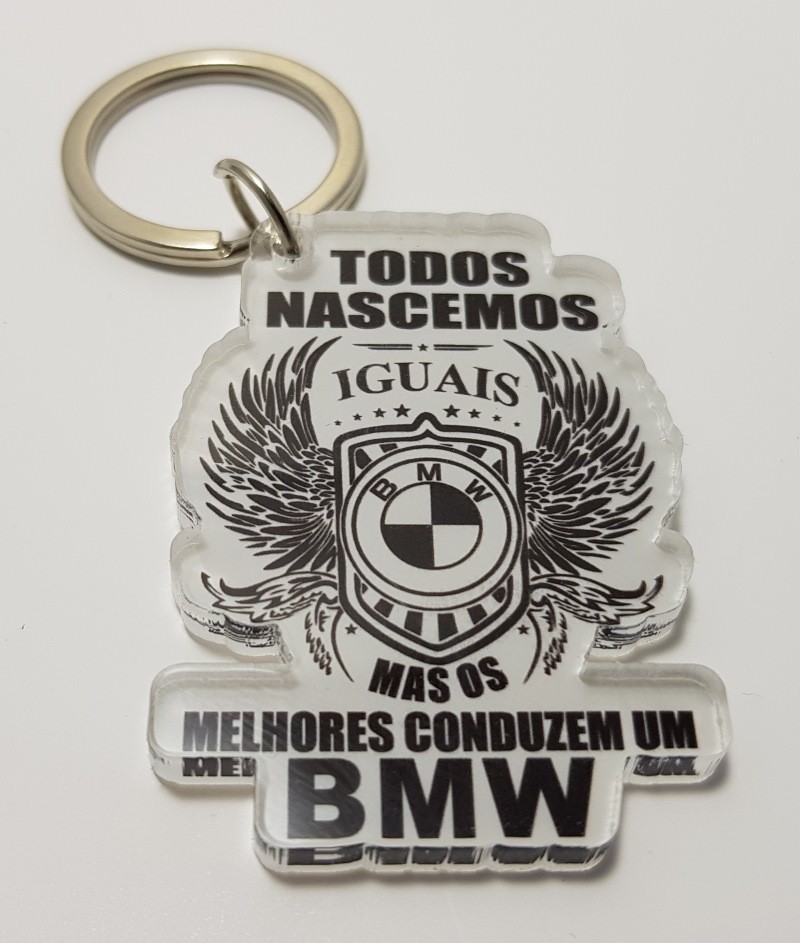 TODOS
NASCEMOS
IGUAIS
BMW
MAS OS
MELHORES CONDUZEM UM
BMW